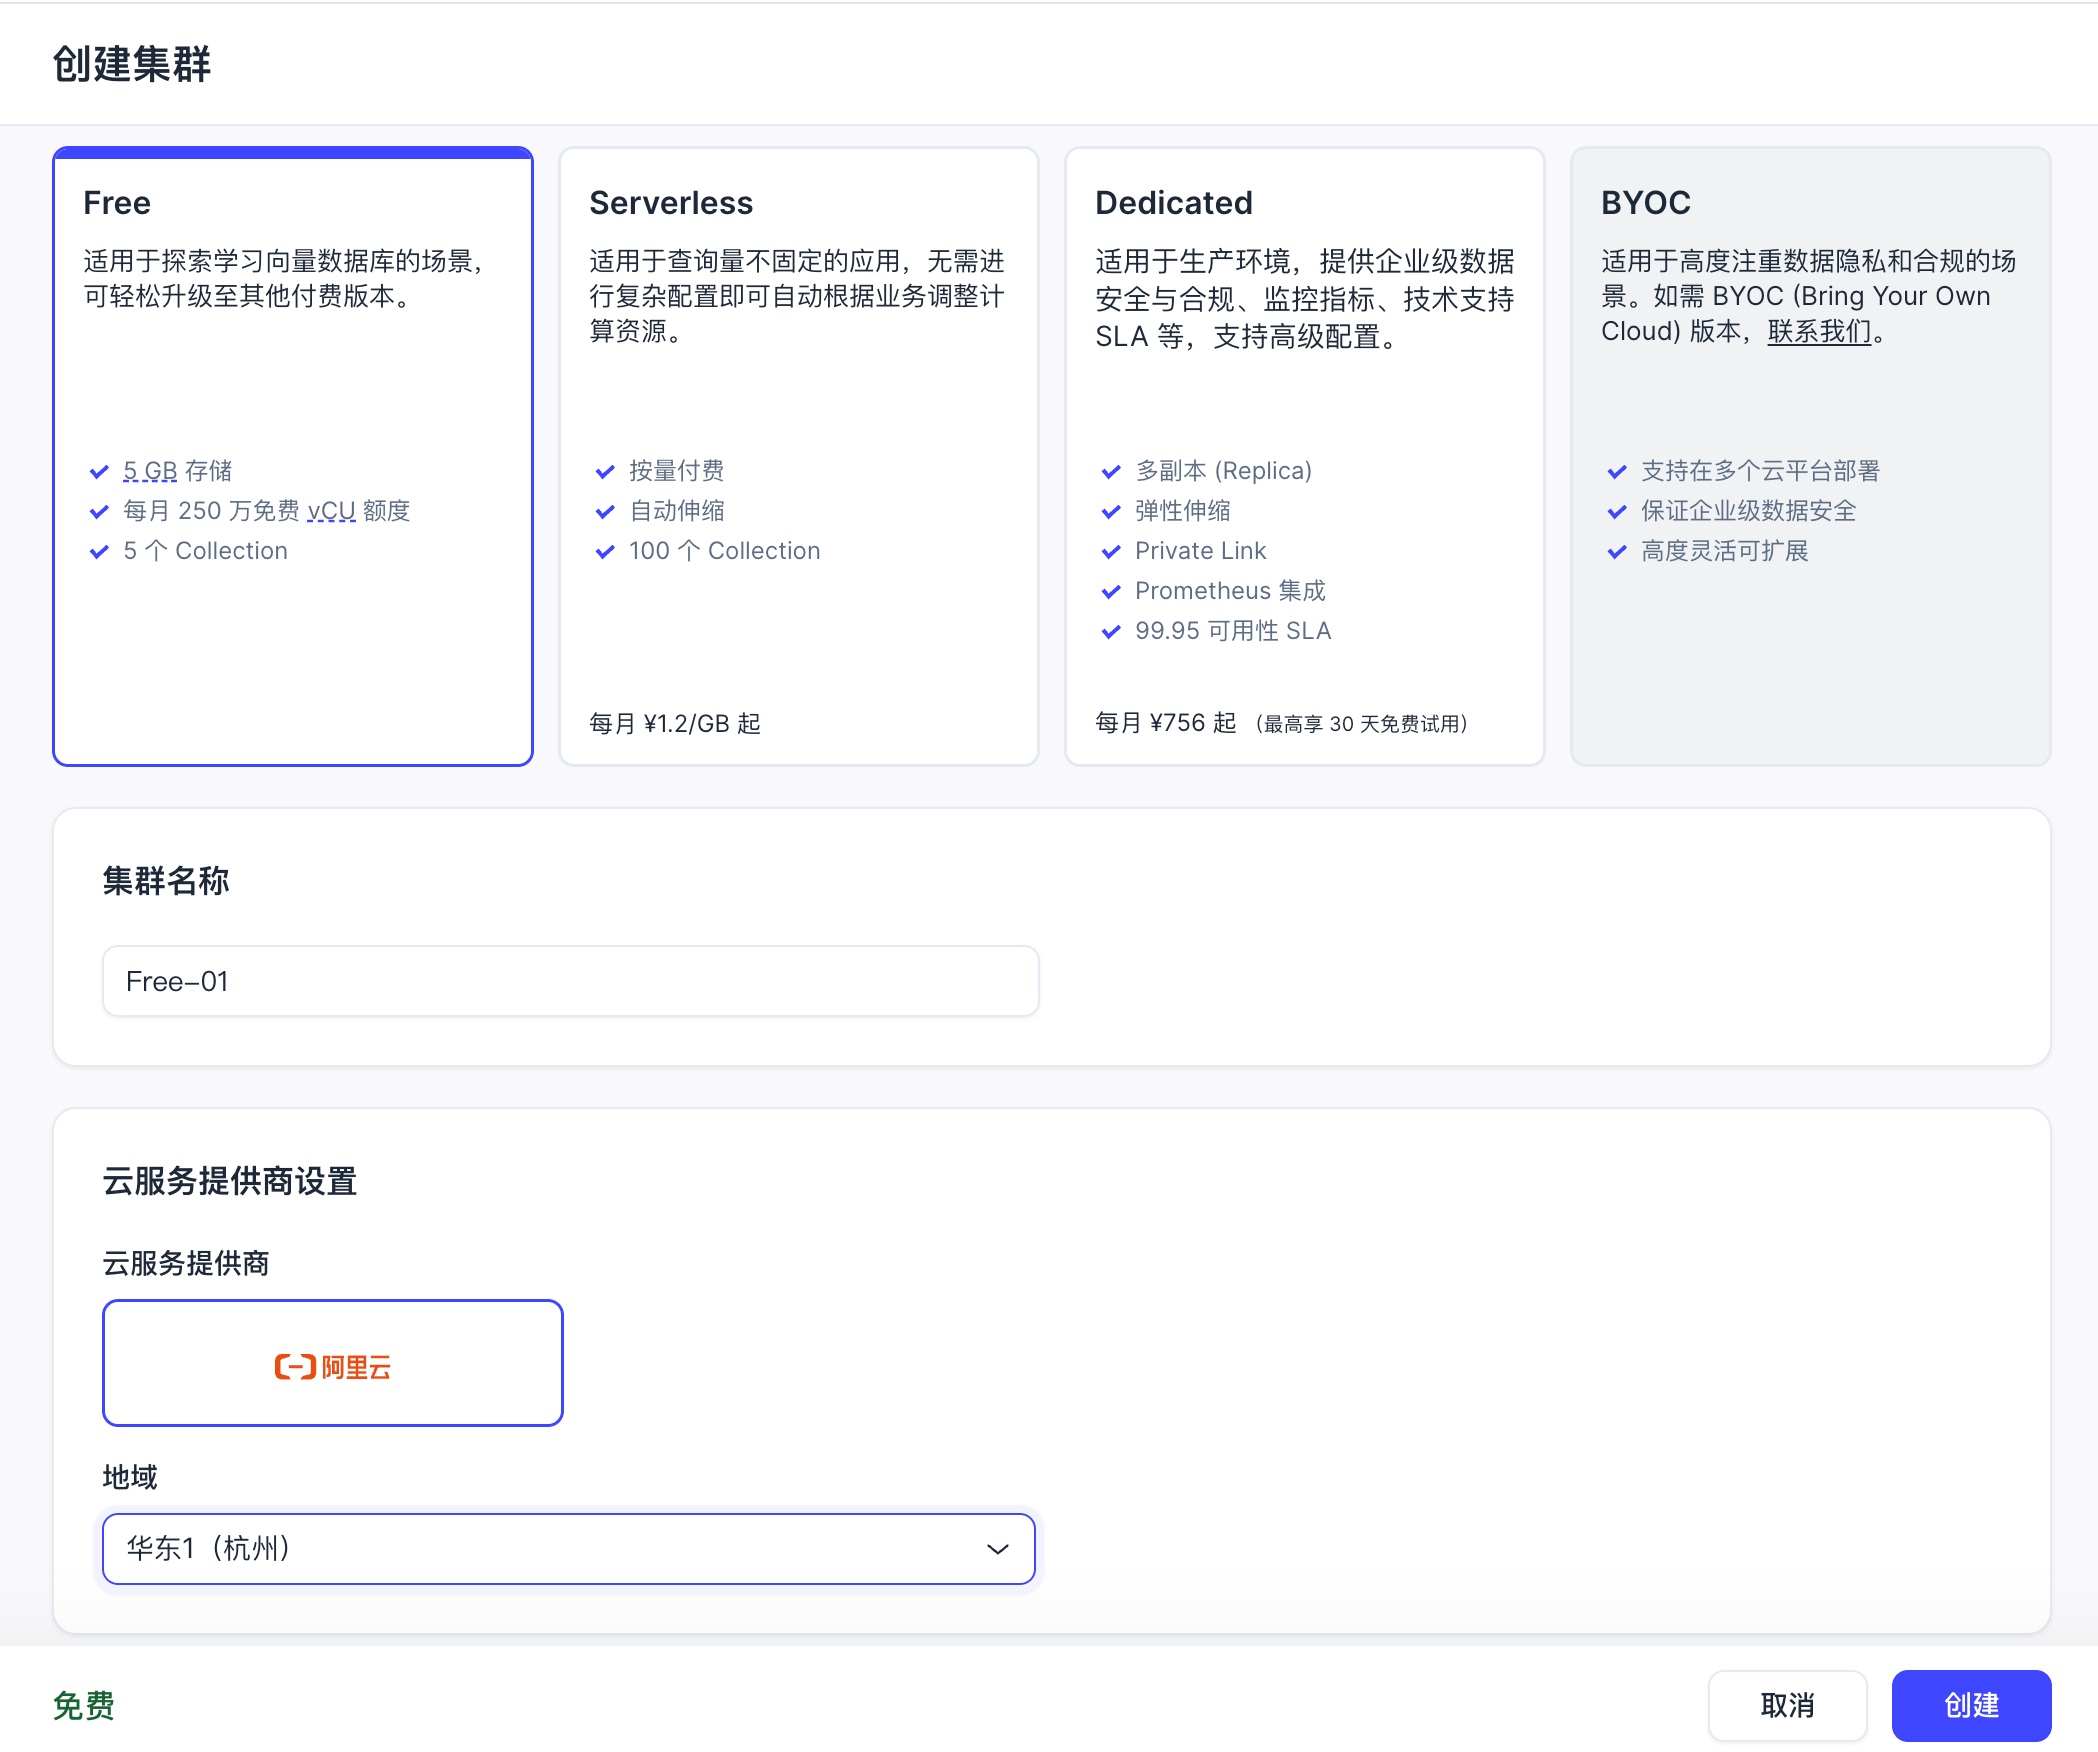 创建集群
Free
适用于探索学习向量数据库的场景，
可轻松升级至其他付费版本。
5 GB 存储
每月 250 万免费 vCU 额度
5 个 Collection
Serverless
适用于查询量不固定的应用，无需进
行复杂配置即可自动根据业务调整计
算资源。
按量付费
自动伸缩
100 个 Collection
每月 ¥1.2/GB 起
Dedicated
适用于生产环境，提供企业级数据
安全与合规、监控指标、技术支持
SLA 等，支持高级配置。
多副本 (Replica)
弹性伸缩
Private Link
Prometheus 集成
99.95 可用性 SLA
每月 ¥756 起 （最高享 30 天免费试用）
BYOC
适用于高度注重数据隐私和合规的场
景。如需 BYOC (Bring Your Own
Cloud) 版本，联系我们。
支持在多个云平台部署
保证企业级数据安全
高度灵活可扩展
集群名称
Free-01
云服务提供商设置
云服务提供商
阿里云
地域
华东1（杭州）
免费
取消
创建